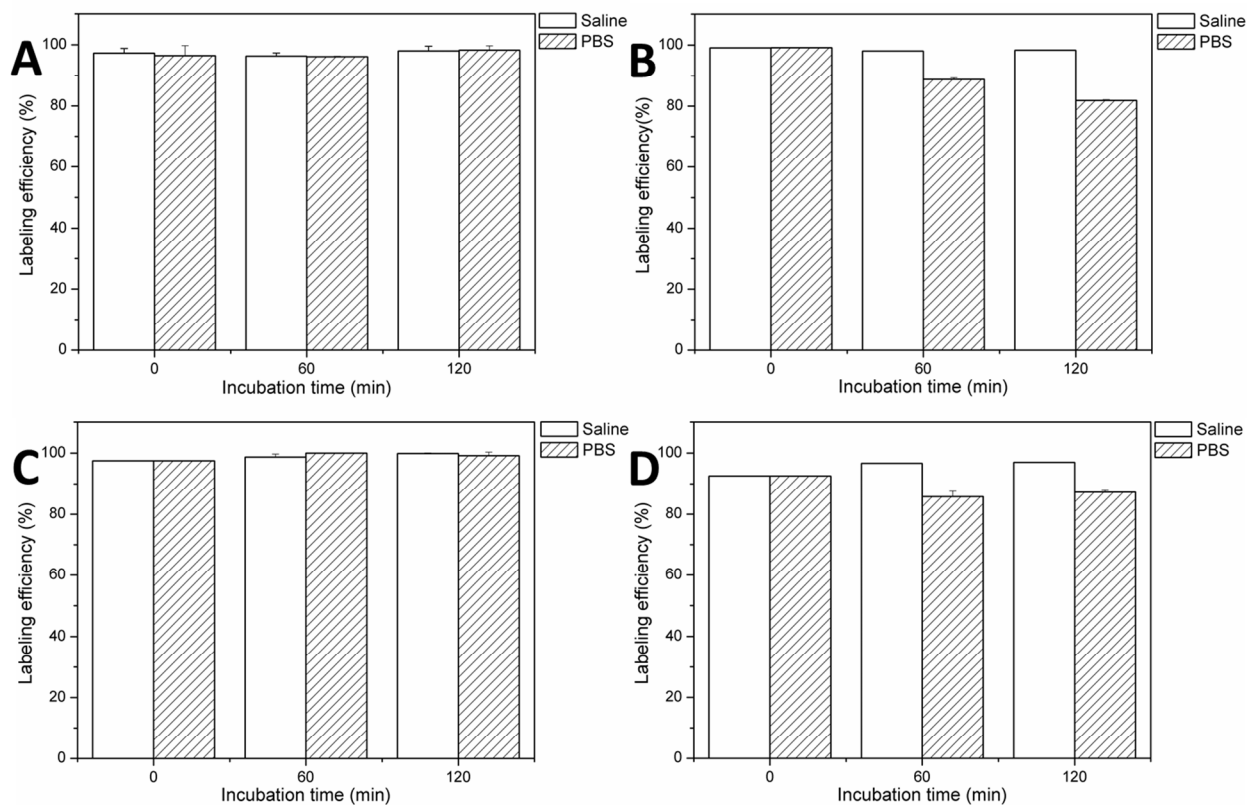 A
Labeling efficiency (%)
100
80
60
40
20
0
0 60 120
Incubation time (min)
Saline
PBS
B
Labeling efficiency(%)
100
80
60
40
20
0
0 60 120
Incubation time (min)
Saline
PBS
C
Labeling efficiency (%)
100
80
60
40
20
0
0 60 120
Incubation time (min)
Saline
PBS
D
Labeling efficiency (%)
100
80
60
40
20
0
0 60 120
Incubation time (min)
Saline
PBS